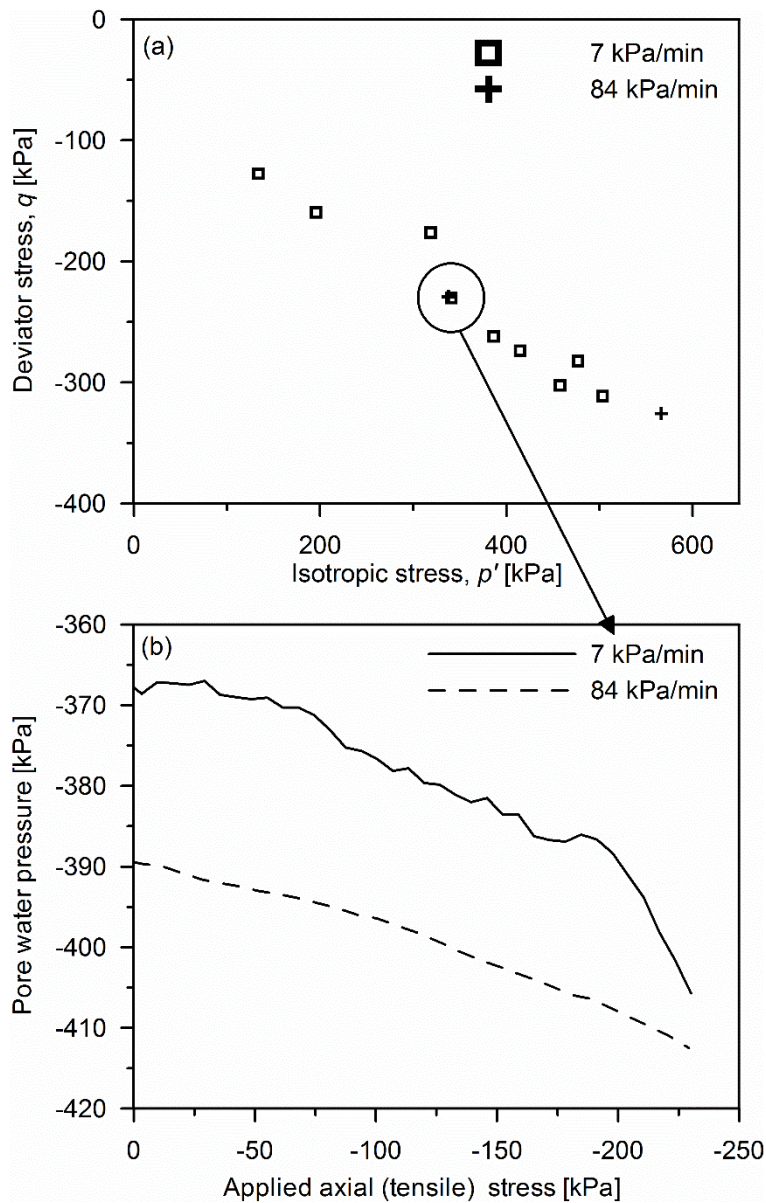 (a)
7 kPa/min
84 kPa/min
0
-100
-200
-300
-400
Deviator stress, q [kPa]
0
200
400
600
Isotropic stress, p' [kPa]
(b)
7 kPa/min
84 kPa/min
-360
-370
-380
-390
-400
-410
-420
Pore water pressure [kPa]
0
-50
-100
-150
-200
-250
Applied axial (tensile) stress [kPa]